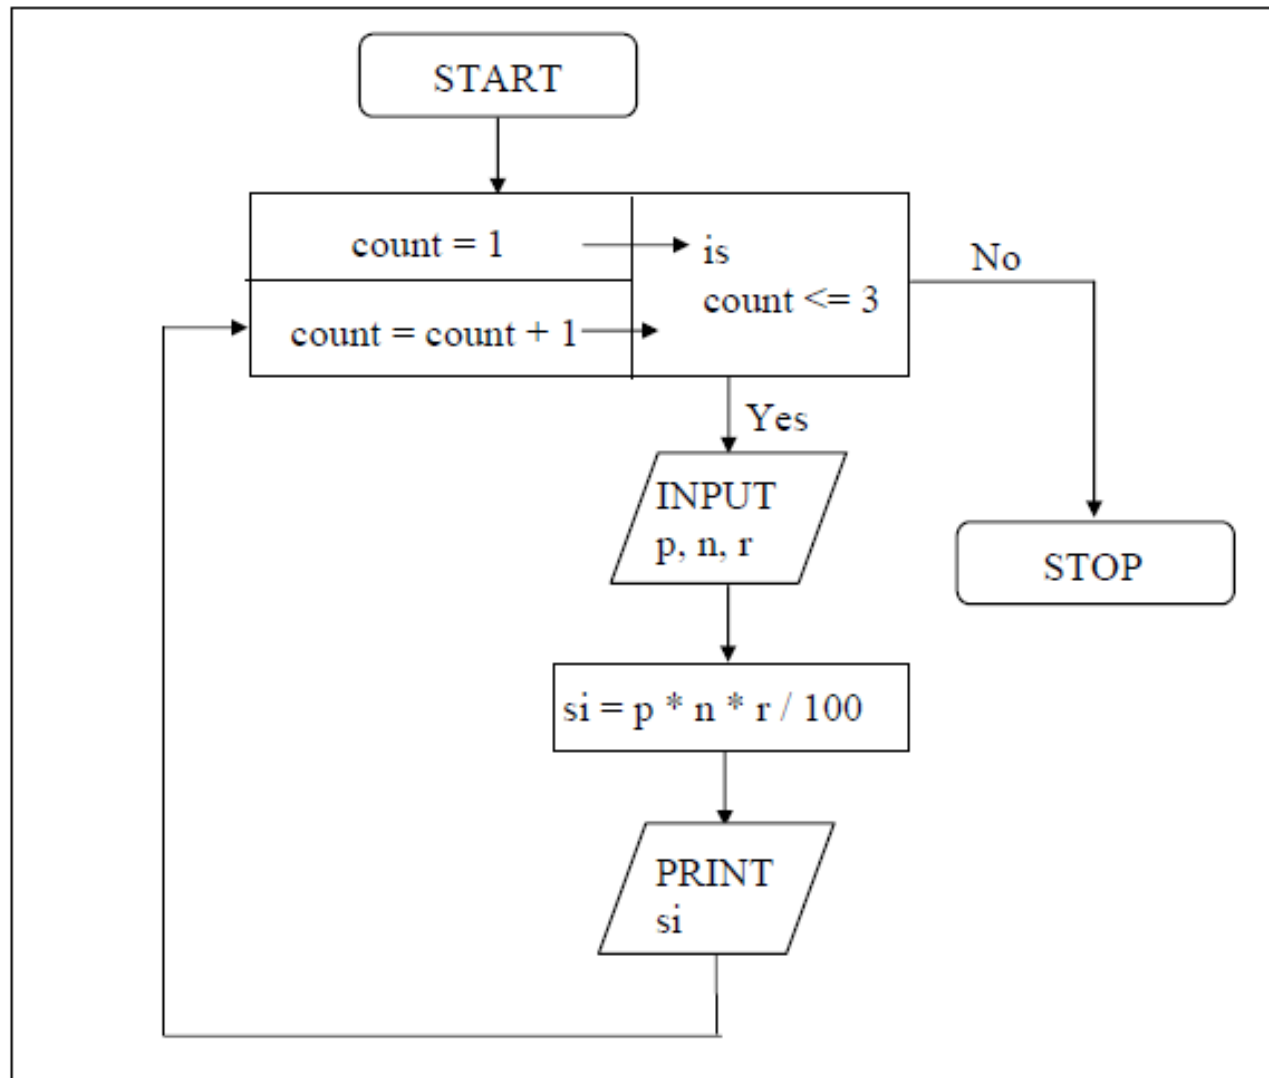 START
count = 1
is
count <= 3
No
count = count + 1
Yes
INPUT
p, n, r
STOP
si = p * n * r / 100
PRINT
si